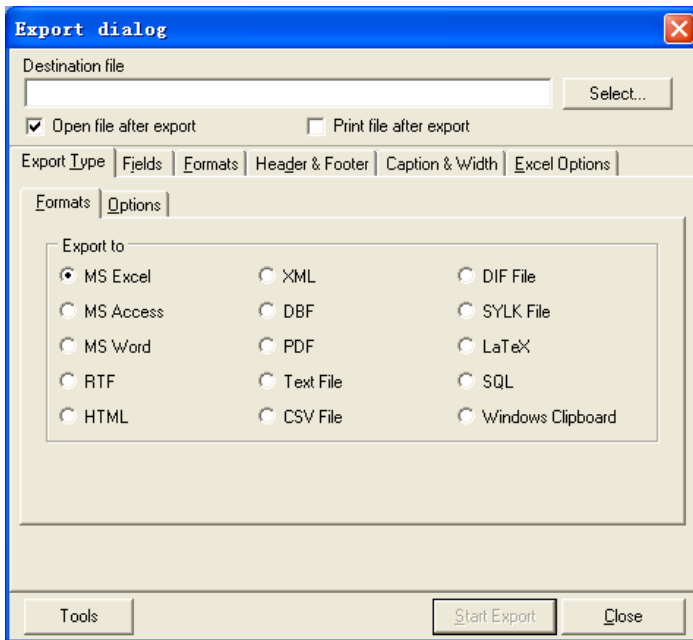 Export dialog
Destination file
Select...
Open file after export Print file after export
Export Type Fields Formats Header & Footer Caption & Width Excel Options
Formats Options
Export to
MS Excel XML DIF File
MS Access DBF SYLK File
MS Word PDF LaTeX
RTF Text File SQL
HTML CSV File Windows Clipboard
Tools Start Export Close